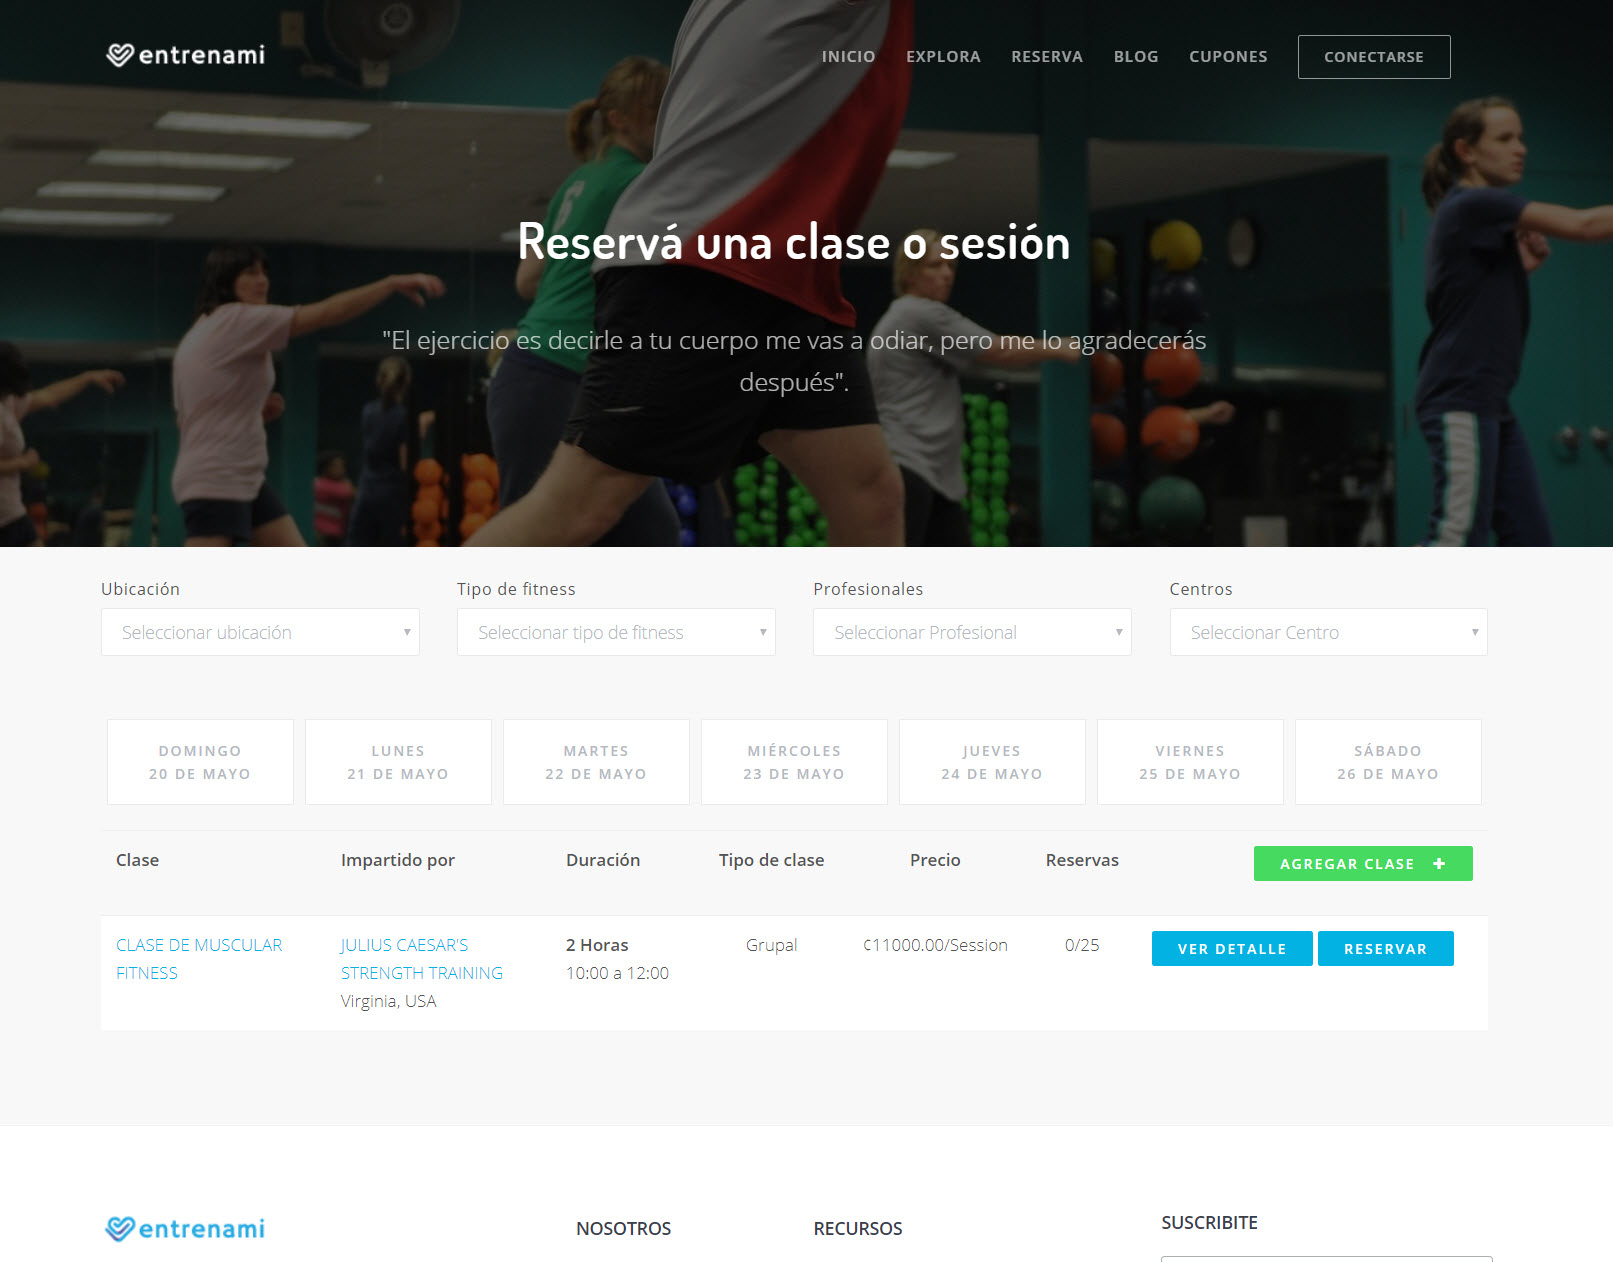 entrenami
INICIO EXPLORA RESERVA BLOG CUPONES CONECTARSE
Reservá una clase o sesión
"El ejercicio es decirle a tu cuerpo me vas a odiar, pero me lo agradecerás
después".
Ubicación Tipo de fitness Profesionales Centros
Seleccionar ubicación Seleccionar tipo de fitness Seleccionar Profesional Seleccionar Centro
DOMINGO LUNES MARTES MIÉRCOLES JUEVES VIERNES SÁBADO
20 DE MAYO 21 DE MAYO 22 DE MAYO 23 DE MAYO 24 DE MAYO 25 DE MAYO 26 DE MAYO
Clase Impartido por Duración Tipo de clase Precio Reservas AGREGAR CLASE +
CLASE DE MUSCULAR JULIUS CAESAR'S 2 Horas Grupal ₡11000.00/Session 0/25 VER DETALLE RESERVAR
FITNESS STRENGTH TRAINING 10:00 a 12:00
Virginia, USA
entrenami NOSOTROS RECURSOS SUSCRIBITE